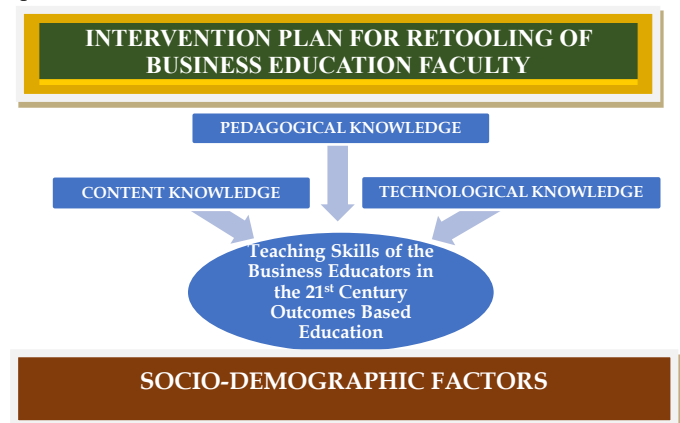 INTERVENTION PLAN FOR RETOOLING OF
BUSINESS EDUCATION FACULTY
PEDAGOGICAL KNOWLEDGE
CONTENT KNOWLEDGE
TECHNOLOGICAL KNOWLEDGE
Teaching Skills of the
Business Educators in
the 21st Century
Outcomes Based
Education
SOCIO-DEMOGRAPHIC FACTORS